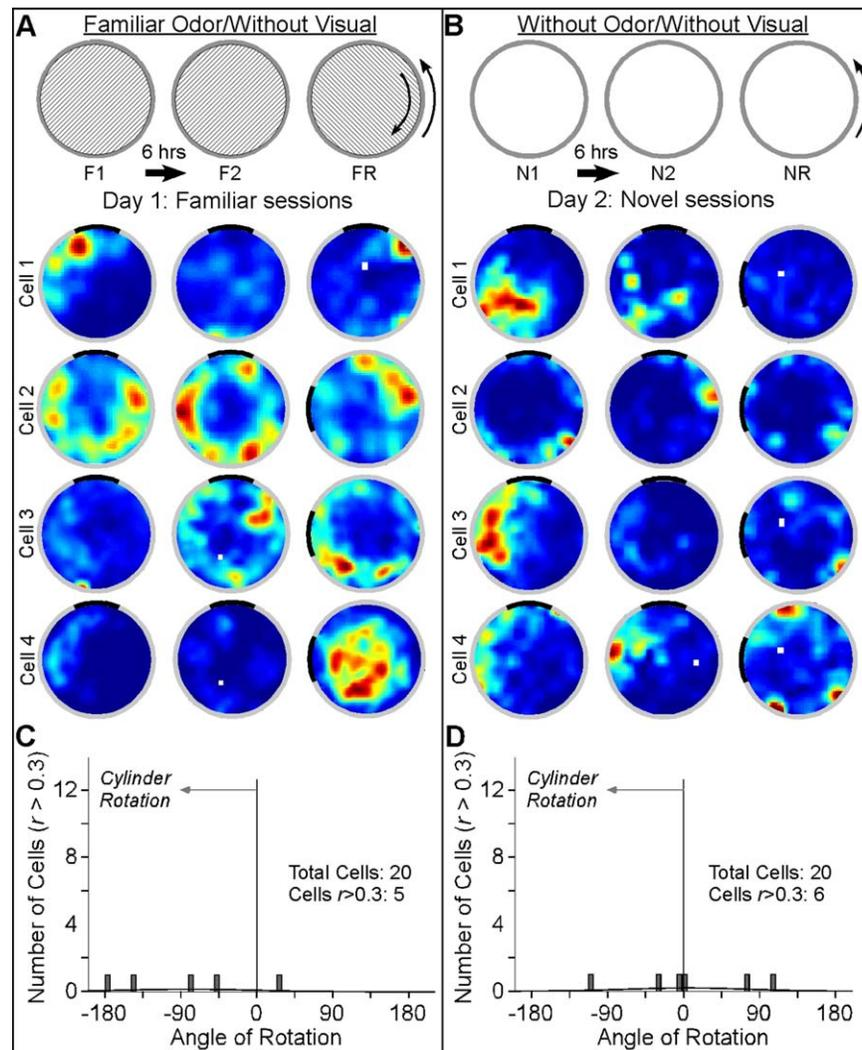 A
Familiar Odor/Without Visual
F1
6 hrs
F2
FR
Day 1: Familiar sessions
Cell 1
Cell 2
Cell 3
Cell 4
B
Without Odor/Without Visual
N1
6 hrs
N2
NR
Day 2: Novel sessions
Cell 1
Cell 2
Cell 3
Cell 4
C
Number of Cells (r > 0.3)
12
8
4
0
Cylinder
Rotation
Total Cells: 20
Cells r>0.3: 5
-180 -90 0 90 180
Angle of Rotation
D
Number of Cells (r > 0.3)
12
8
4
0
Cylinder
Rotation
Total Cells: 20
Cells r>0.3: 6
-180 -90 0 90 180
Angle of Rotation